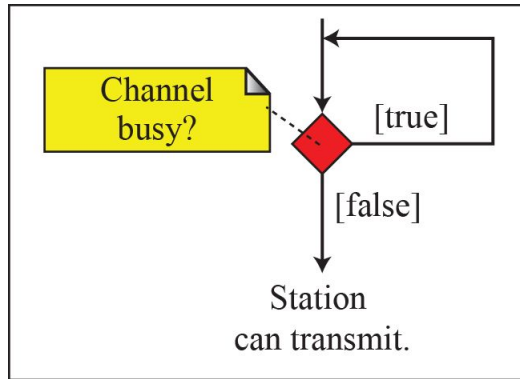 Channel
busy?
[true]
[false]
Station
can transmit.